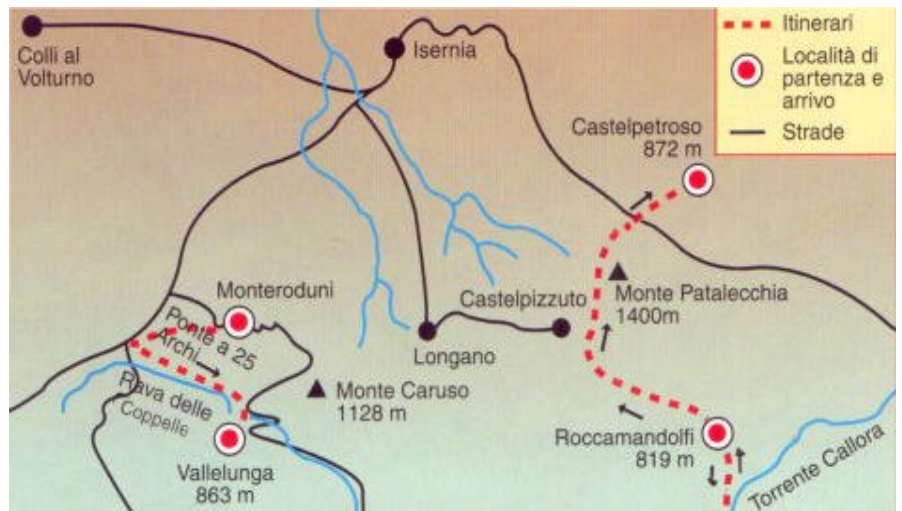 Colli al
Volturno
Isernia
Itinerari
Località di
partenza e
arrivo
Strade
Castelpetroso
872 m
Monteroduni
Castelpizzuto
Monte Patalecchia
1400m
Ponte a 25
Archi
Longano
Rava delle
Coppelle
Monte Caruso
1128 m
Vallelunga
863 m
Roccamandolfi
819 m
Torrente Callora